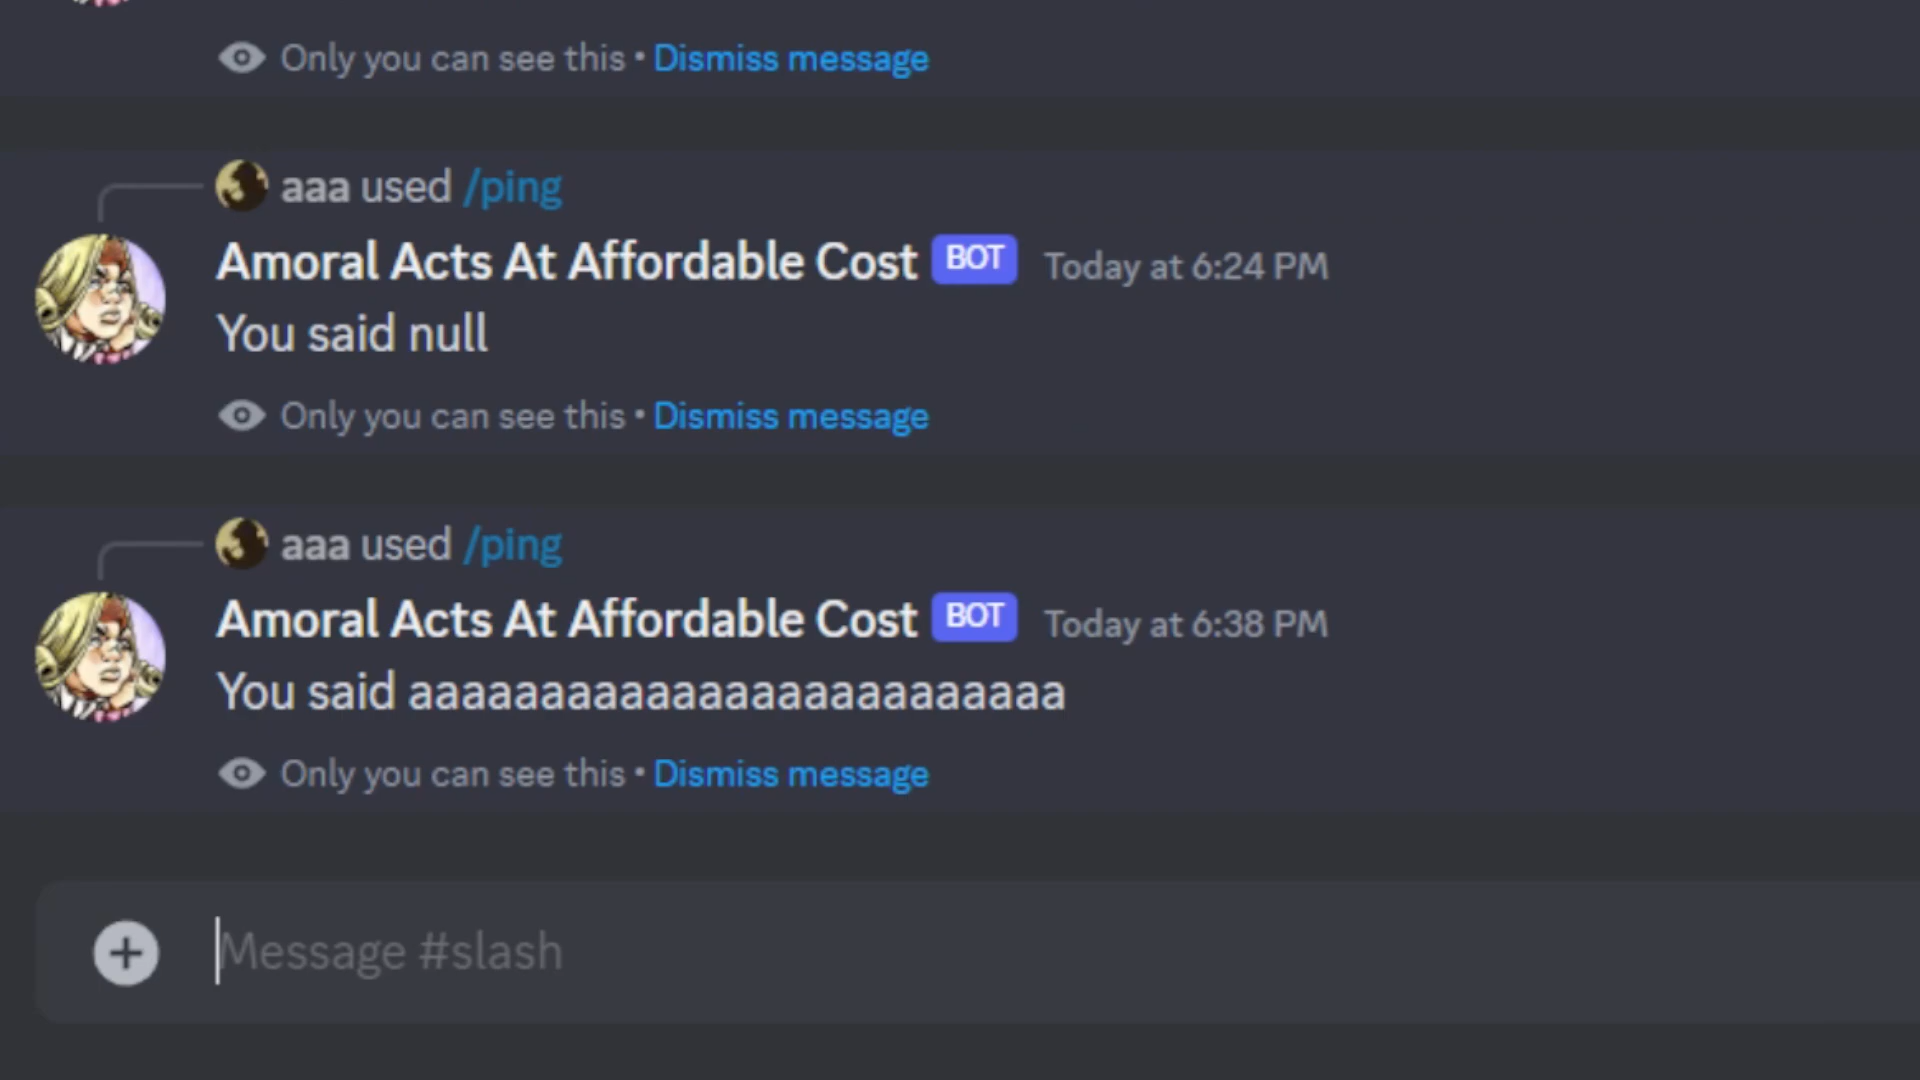 Only you can see this • Dismiss message
aaa used /ping
Amoral Acts At Affordable Cost BOT Today at 6:24 PM
You said null
Only you can see this • Dismiss message
aaa used /ping
Amoral Acts At Affordable Cost BOT Today at 6:38 PM
You said aaaaaaaaaaaaaaaaaaaaaaaaa
Only you can see this • Dismiss message
Message #slash